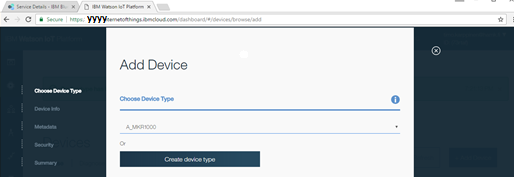 Service Details - IBM Bl
IBM Watson IoT Platform
Secure https: yyyy ternetofthings.ibmcloud.com/dashboard/#/devices/browse/add
Add Device
Choose Device Type
Device Info
Metadata
Security
Summary
Choose Device Type
A_MKR1000
Or
Create device type